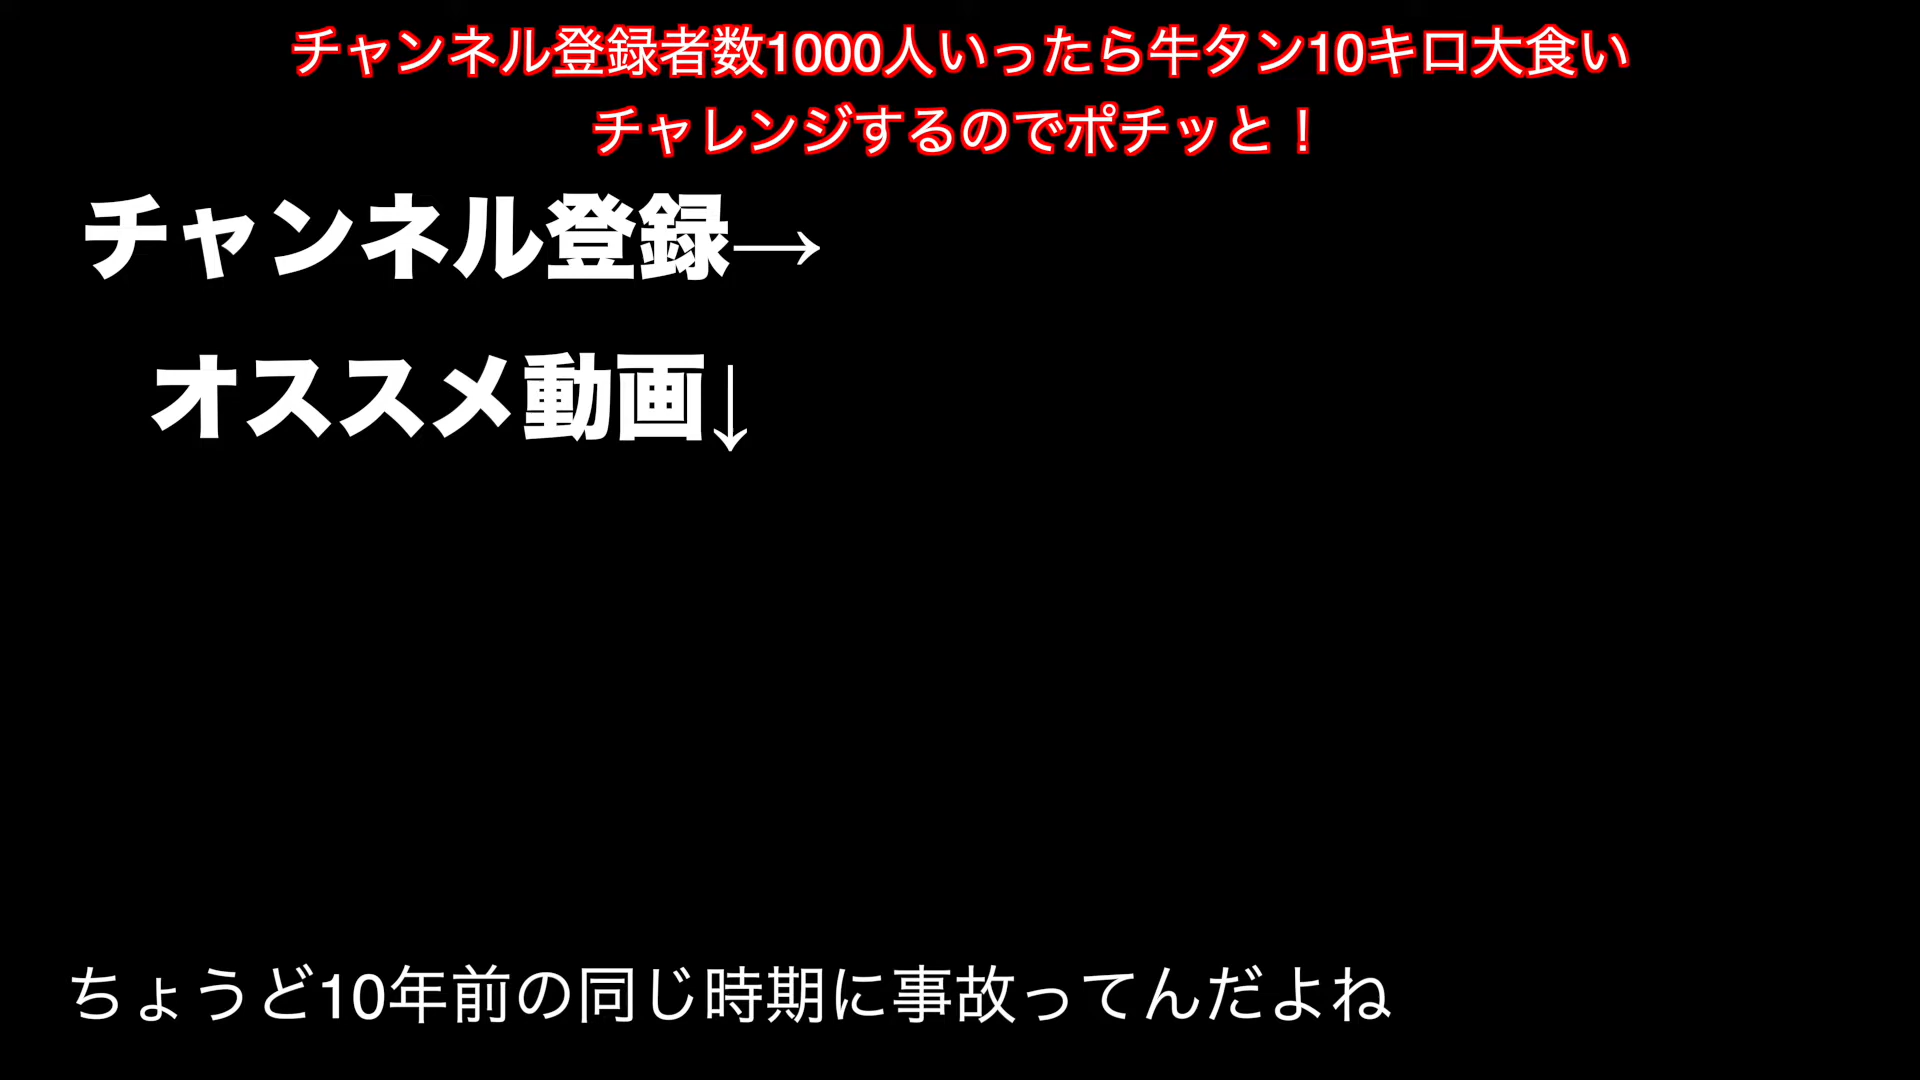 チャンネル登録者数1000人いったら牛タン10キロ大食い
チャレンジするのでポチッと！
チャンネル登録→
オススメ動画↓
ちょうど10年前の同じ時期に事故ってんだよね